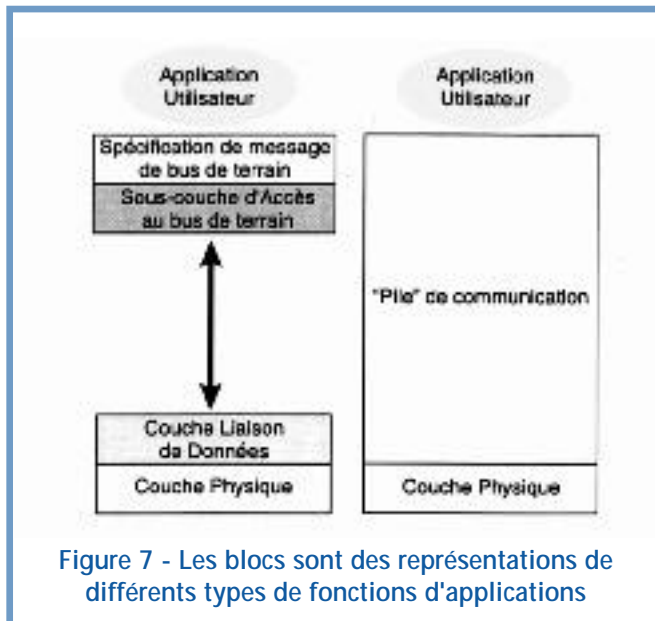 Application
Utilisateur
Spécification de message
de bus de terrain
Sous-couche d'Accès
au bus de terrain
Couche Liaison
de Données
Couche Physique
Application
Utilisateur
"Pile" de communication
Couche Physique
Figure 7 - Les blocs sont des représentations de
différents types de fonctions d'applications